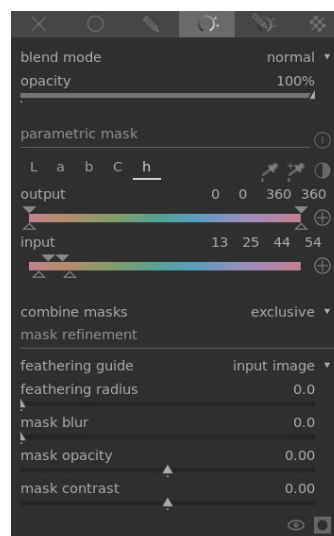 blend mode normal
opacity 100%
parametric mask
L a b C h
output 0 0 360 360
input 13 25 44 54
combine masks exclusive
mask refinement
feathering guide input image
feathering radius 0.0
mask blur 0.0
mask opacity 0.00
mask contrast 0.00